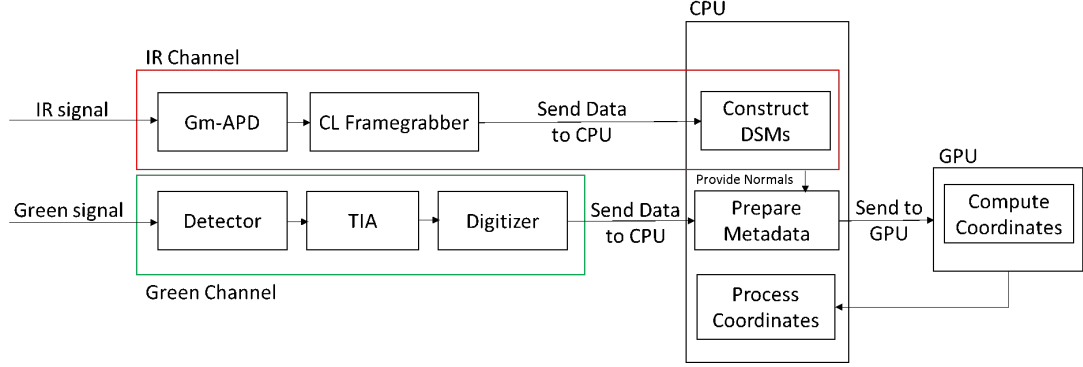 CPU
IR Channel
IR signal
Gm-APD
CL Framegrabber
Send Data
to CPU
Construct
DSMs
GPU
Provide Normals
Green signal
Detector
TIA
Digitizer
Send Data
to CPU
Prepare
Metadata
Send to
GPU
Compute
Coordinates
Green Channel
Process
Coordinates